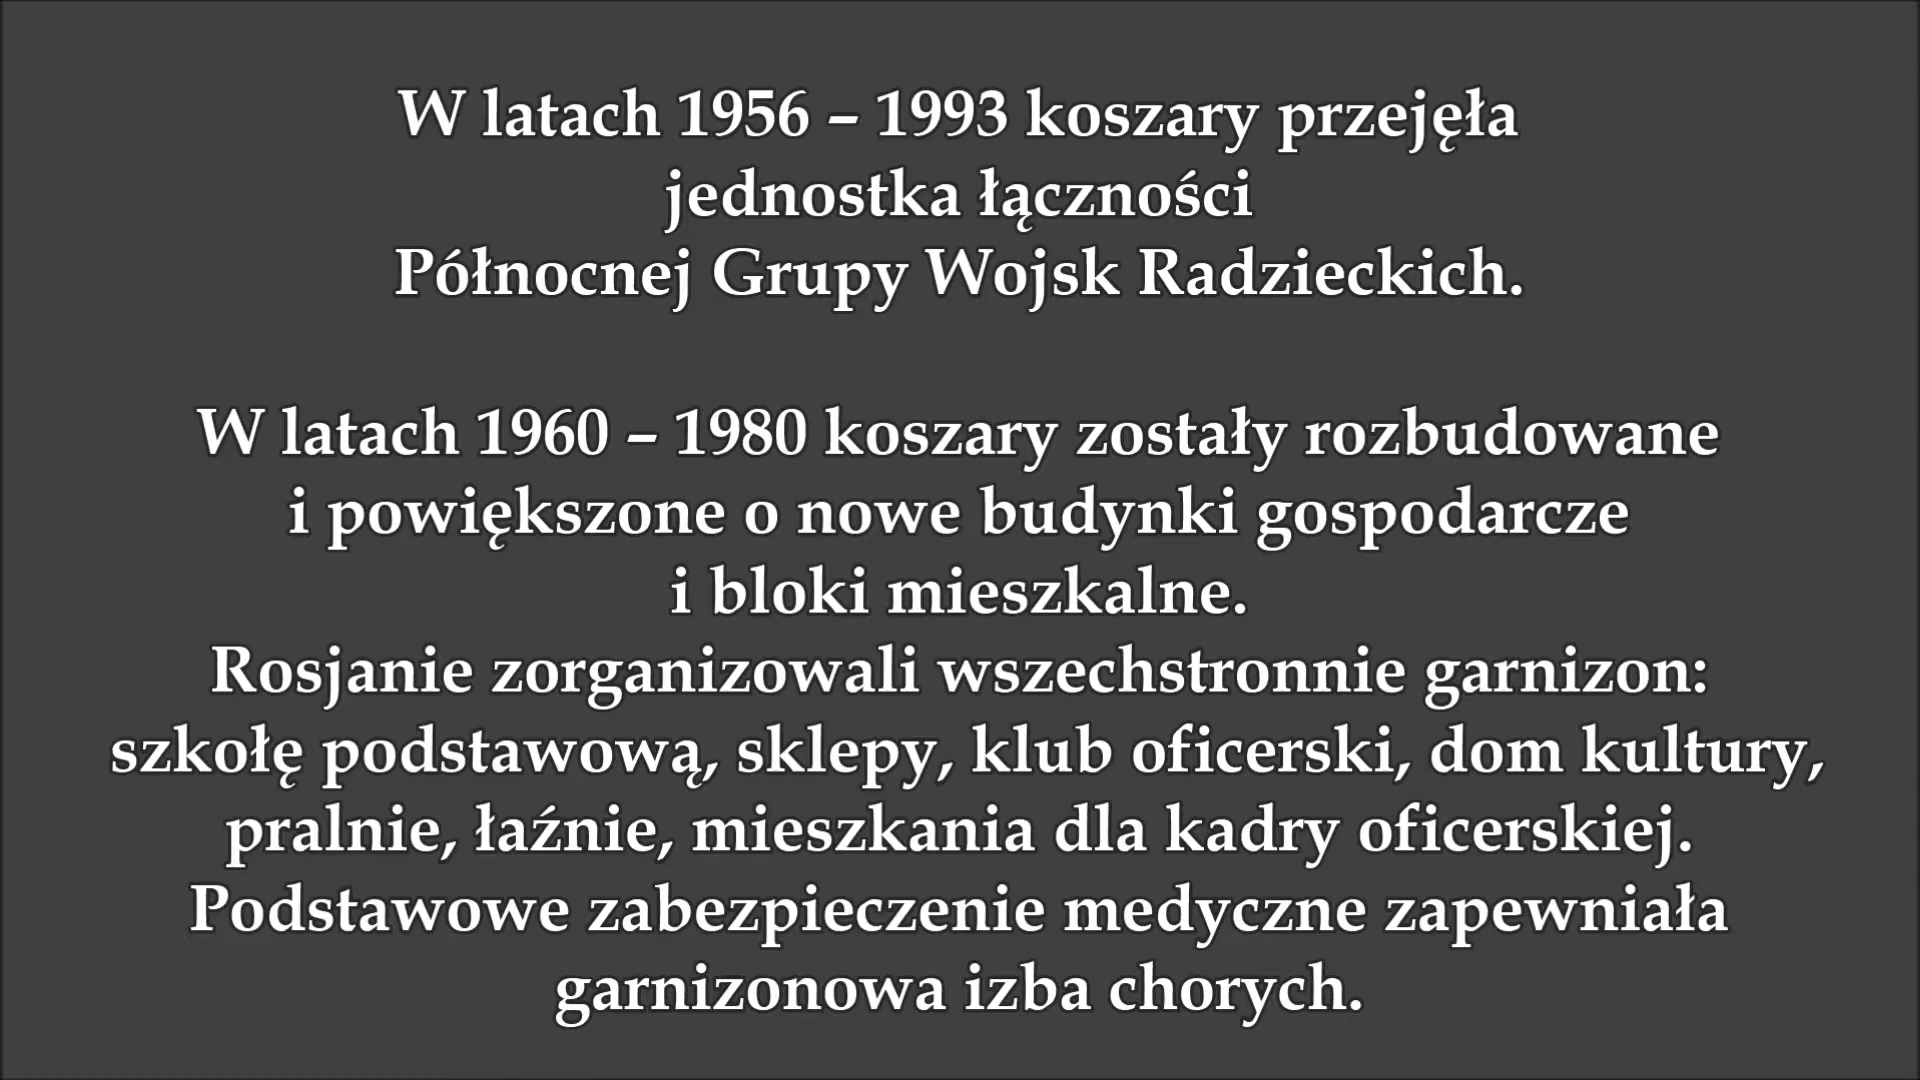 W latach 1956 – 1993 koszary przejęła
jednostka łączności
Północnej Grupy Wojsk Radzieckich.
W latach 1960 – 1980 koszary zostały rozbudowane
i powiększone o nowe budynki gospodarcze
i bloki mieszkalne.
Rosjanie zorganizowali wszechstronnie garnizon:
szkołę podstawową, sklepy, klub oficerski, dom kultury,
pralnie, łaźnie, mieszkania dla kadry oficerskiej.
Podstawowe zabezpieczenie medyczne zapewniała
garnizonowa izba chorych.